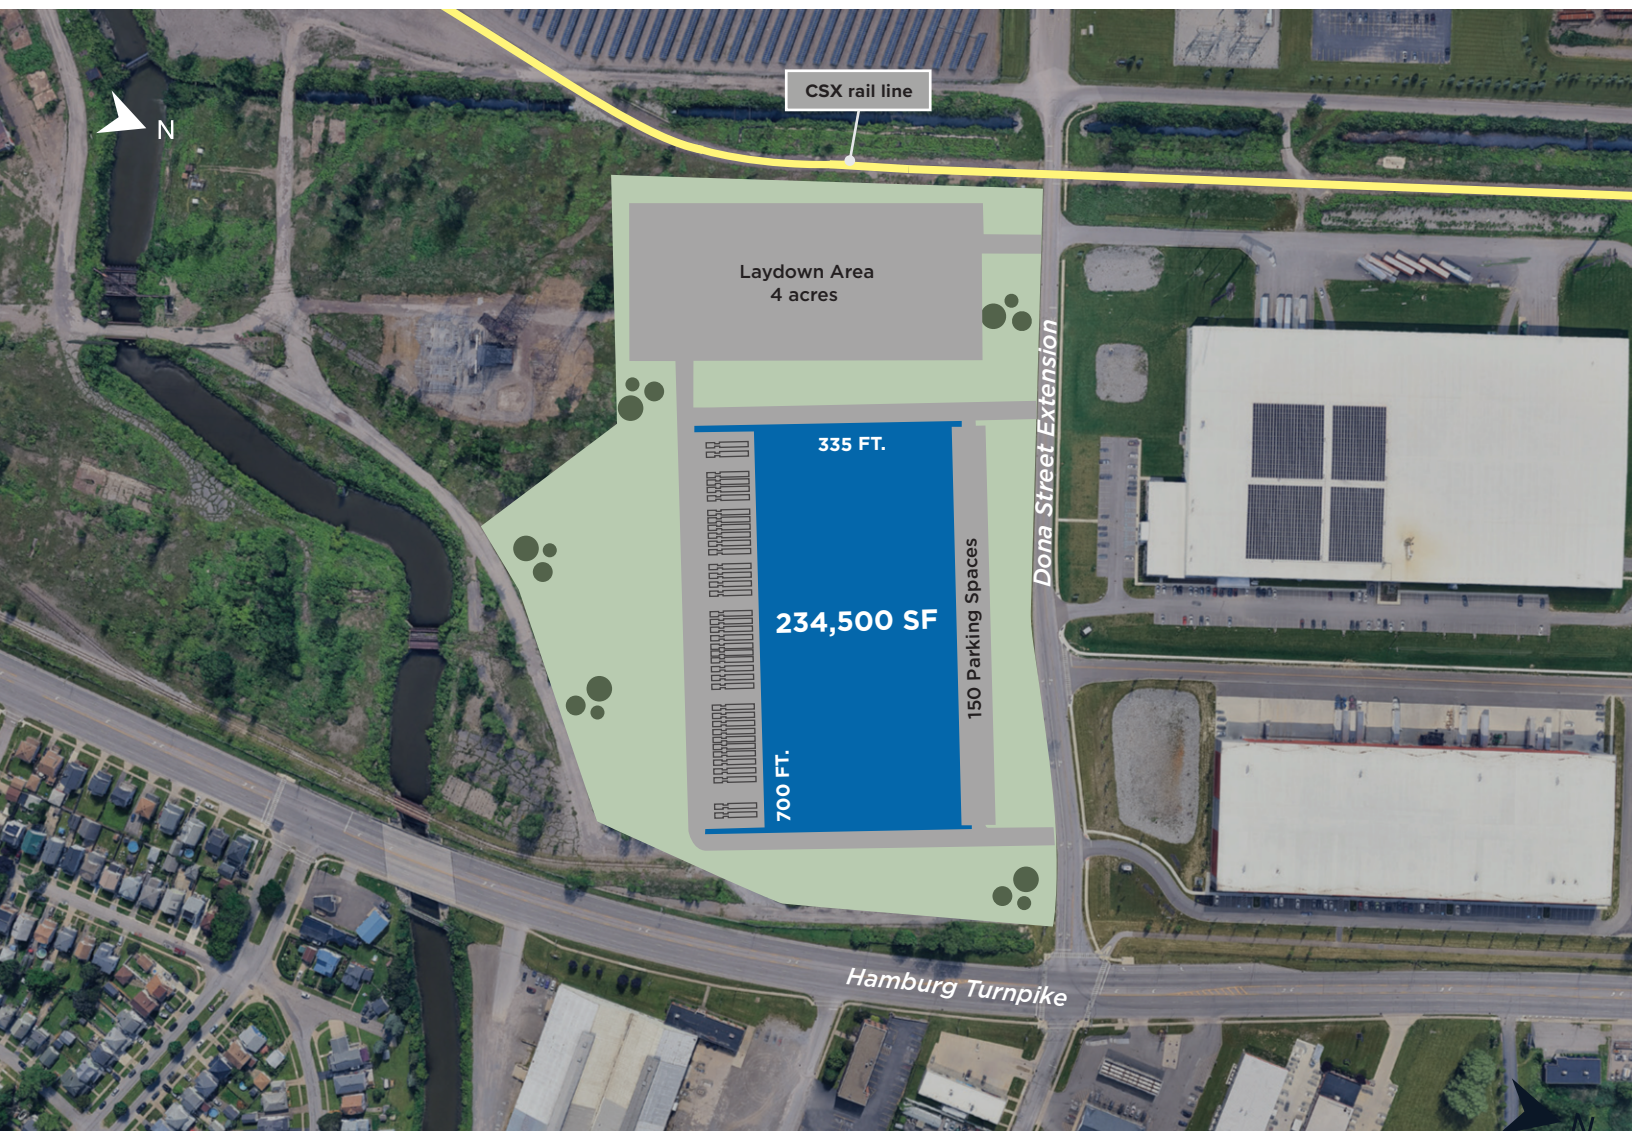 CSX rail line
N
Laydown Area
4 acres
Dona Street Extension
335 FT.
234,500 SF
150 Parking Spaces
700 FT.
Hamburg Turnpike
N